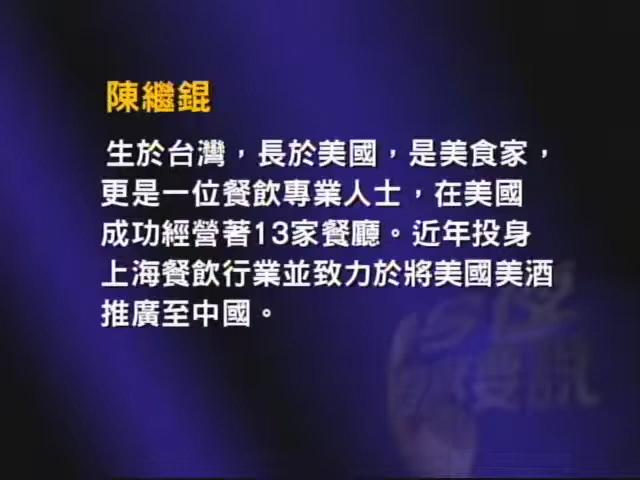 陳繼錕
生於台灣，長於美國，是美食家，
更是一位餐飲專業人士，在美國
成功經營著13家餐廳。近年投身
上海餐飲行業並致力於將美國美酒
推廣至中國。